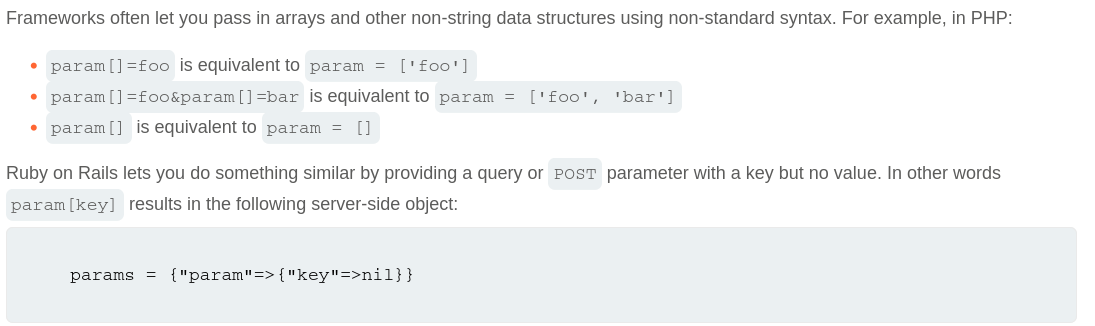 Frameworks often let you pass in arrays and other non-string data structures using non-standard syntax. For example, in PHP:
• param[]=foo is equivalent to param = ['foo']
• param[]=foo&param[]=bar is equivalent to param = ['foo', 'bar']
• param[] is equivalent to param = []
Ruby on Rails lets you do something similar by providing a query or POST parameter with a key but no value. In other words
param[key] results in the following server-side object:
params = {"param"=>{"key"=>nil}}